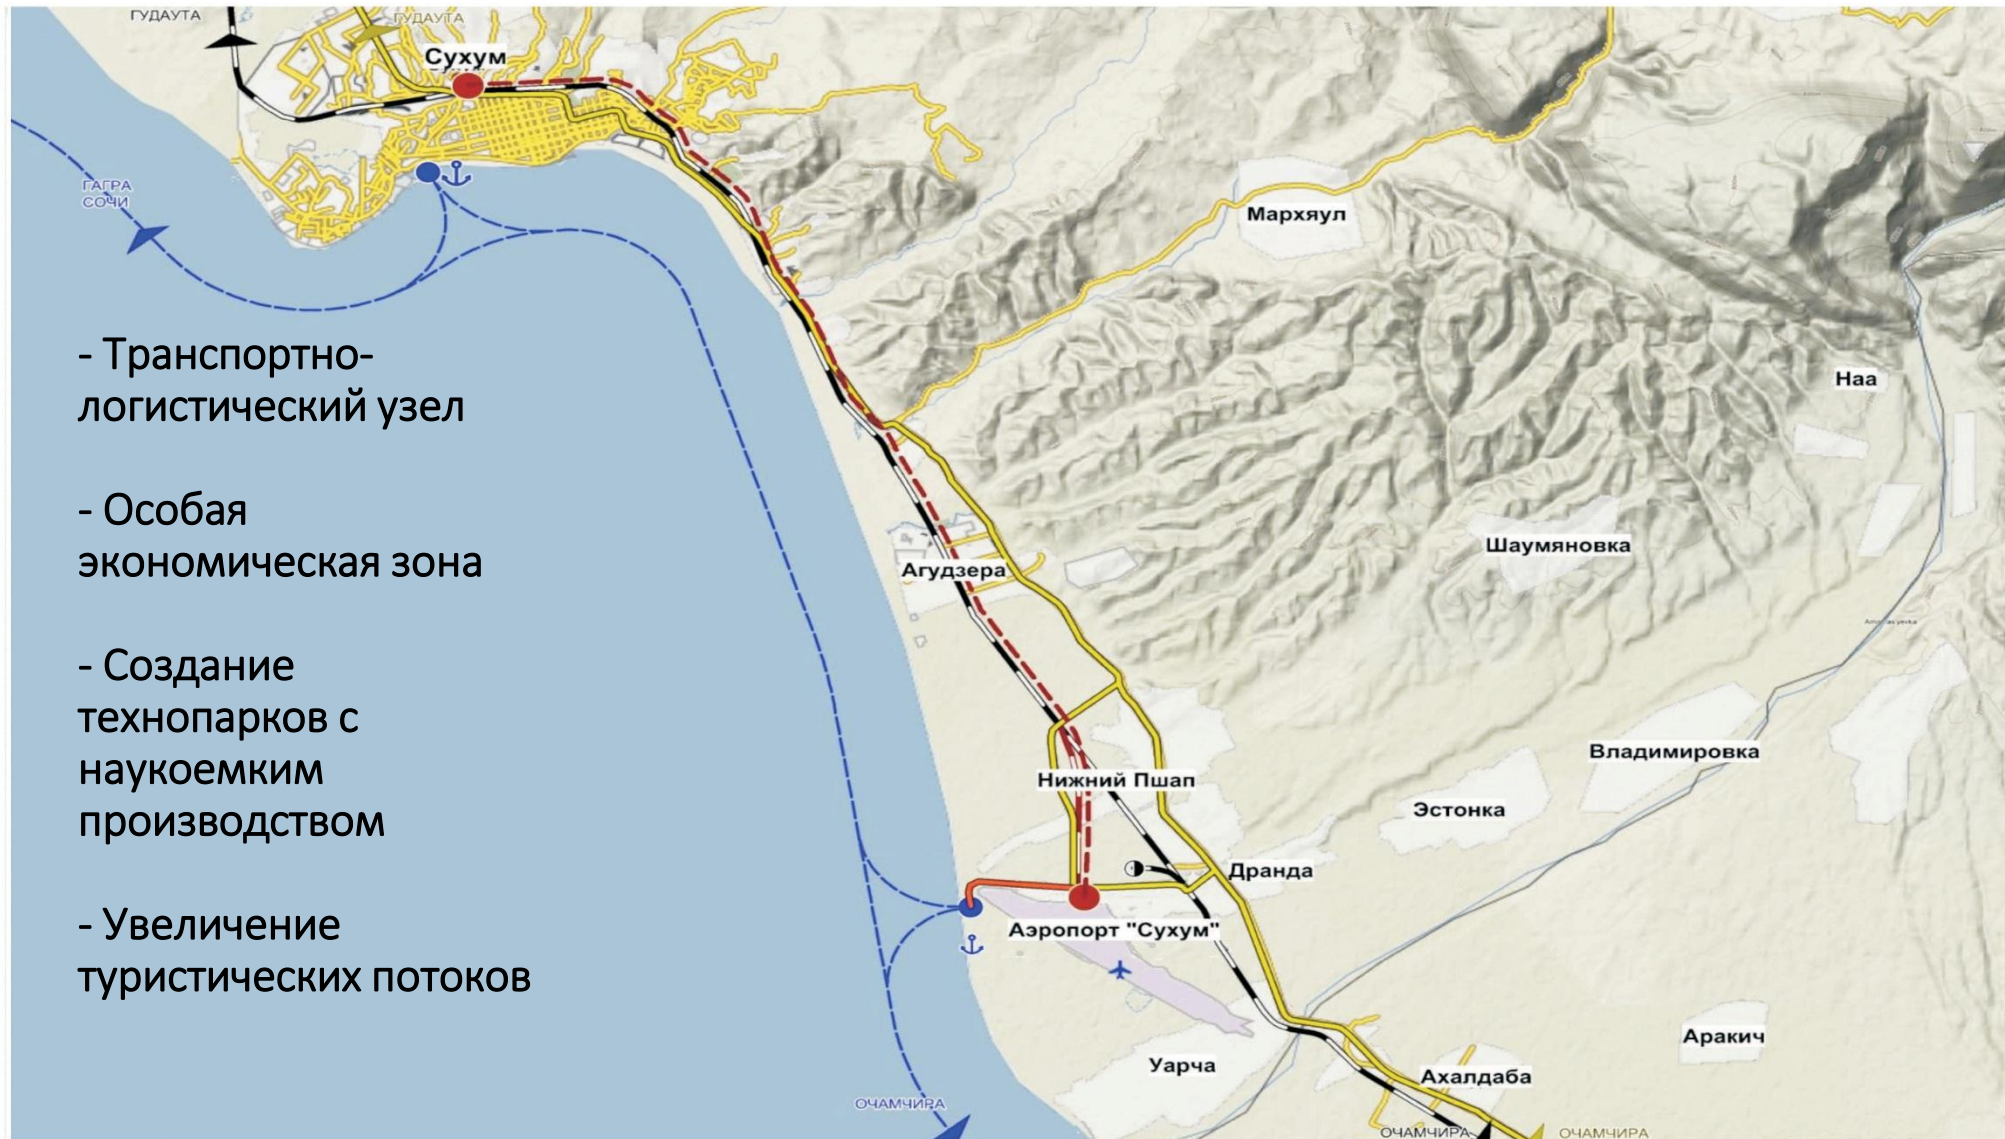 ГУДАУТА
ГУДАУТА
Сухум
ГАГРА
СОЧИ
Мархяул
- Транспортно-
логистический узел
Наа
- Особая
экономическая зона
Шаумяновка
Агудзера
- Создание
технопарков с
наукоемким
производством
Владимировка
Нижний Пшап
Эстонка
Дранда
- Увеличение
туристических потоков
Аэропорт "Сухум"
Аракич
Уарча
Ахалдаба
ОЧАМЧИРА
ОЧАМЧИРА
ОЧАМЧИРА